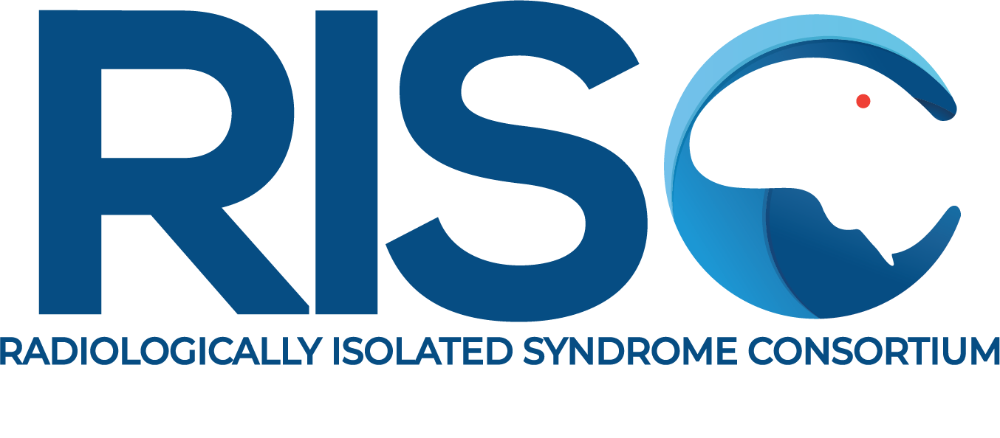 RISC
RADIOLOGICALLY ISOLATED SYNDROME CONSORTIUM